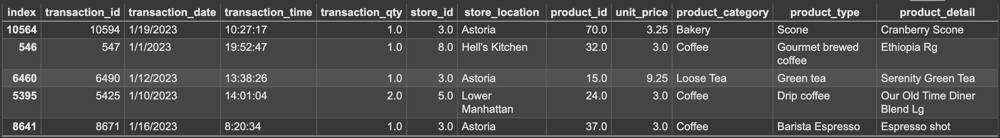 index transaction_id transaction_date transaction_time transaction_qty store_id store_location product_id unit_price product_category product_type product_detail
10564 10594 1/19/2023 10:27:17 1.0 3.0 Astoria 70.0 3.25 Bakery Scone Cranberry Scone
546 547 1/1/2023 19:52:47 1.0 8.0 Hell's Kitchen 32.0 3.0 Coffee Gourmet brewed Ethiopia Rg
coffee
6460 6490 1/12/2023 13:38:26 1.0 3.0 Astoria 15.0 9.25 Loose Tea Green tea Serenity Green Tea
5395 5425 1/10/2023 14:01:04 2.0 5.0 Lower 24.0 3.0 Coffee Drip coffee Our Old Time Diner
Manhattan Blend Lg
8641 8671 1/16/2023 8:20:34 1.0 3.0 Astoria 37.0 3.0 Coffee Barista Espresso Espresso shot